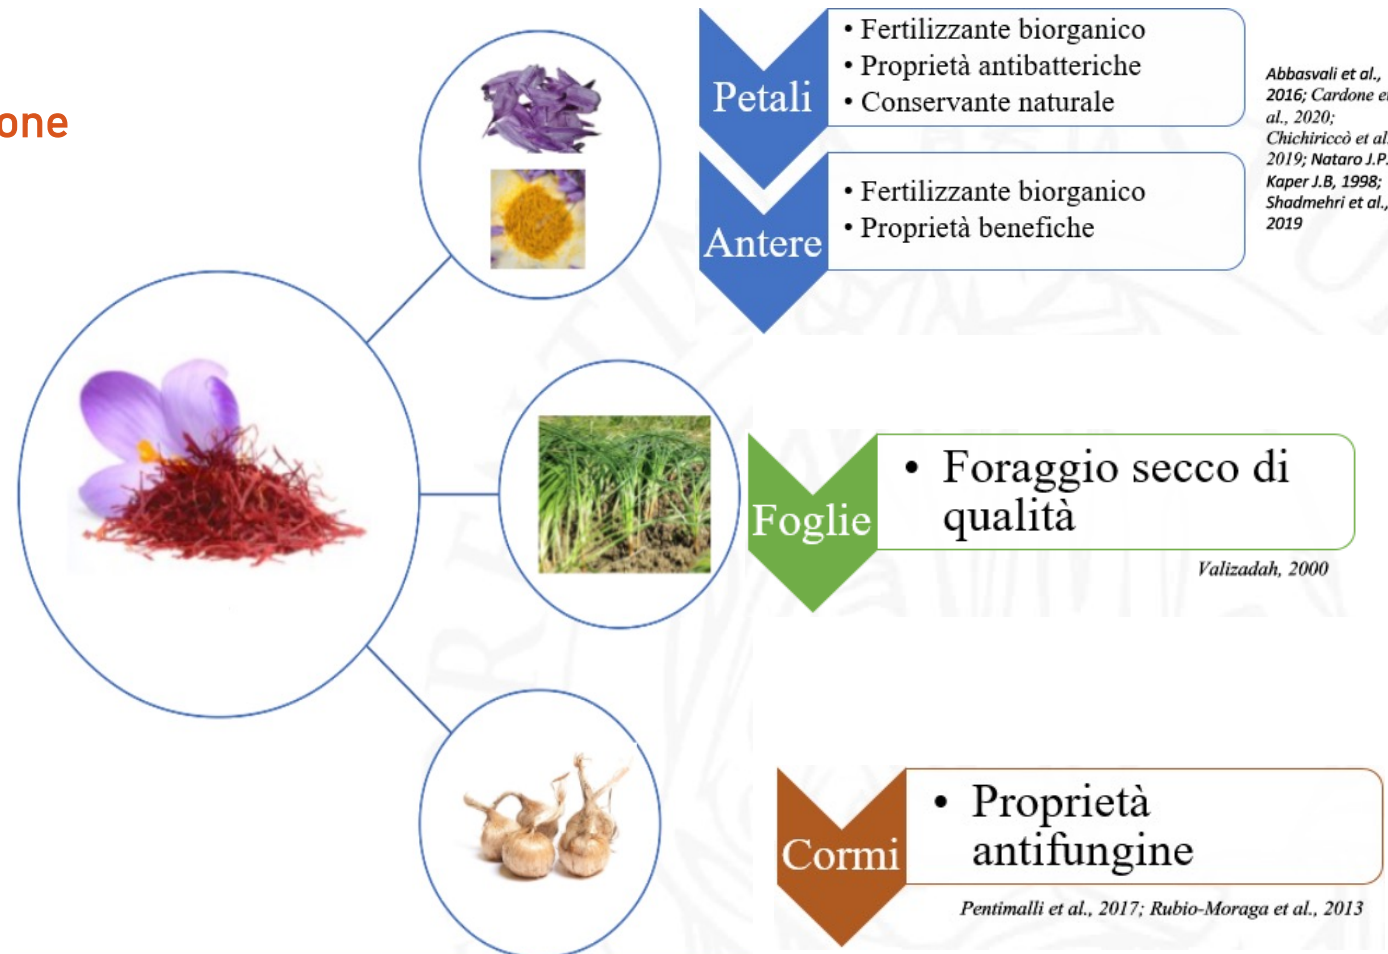 one
Petali
• Fertilizzante biorganico
• Proprietà antibatteriche
• Conservante naturale
Abbasvali et al.,
2016; Cardone et
al., 2020;
Chichiriccò et al.
2019; Nataro J.P.
Kaper J.B, 1998;
Shadmehri et al.,
2019
Antere
• Fertilizzante biorganico
• Proprietà benefiche
Foglie
• Foraggio secco di
qualità
Valizadah, 2000
Cormi
• Proprietà
antifungine
Pentimalli et al., 2017; Rubio-Moraga et al., 2013